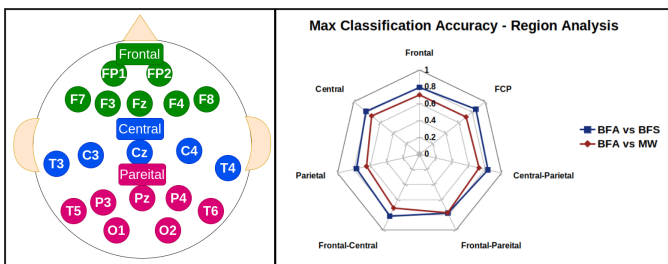 Frontal
FP1 FP2
F7 F3 Fz F4 F8
Central
T3 C3 Cz C4 T4
Pareital
T5 P3 Pz P4 T6
O1 O2
Max Classification Accuracy - Region Analysis
Frontal
1
0.8
0.6
0.4
0.2
0
FCP
Central-Parietal
Frontal-Pareital
Frontal-Central
Parietal
Central
BFA vs BFS
BFA vs MW